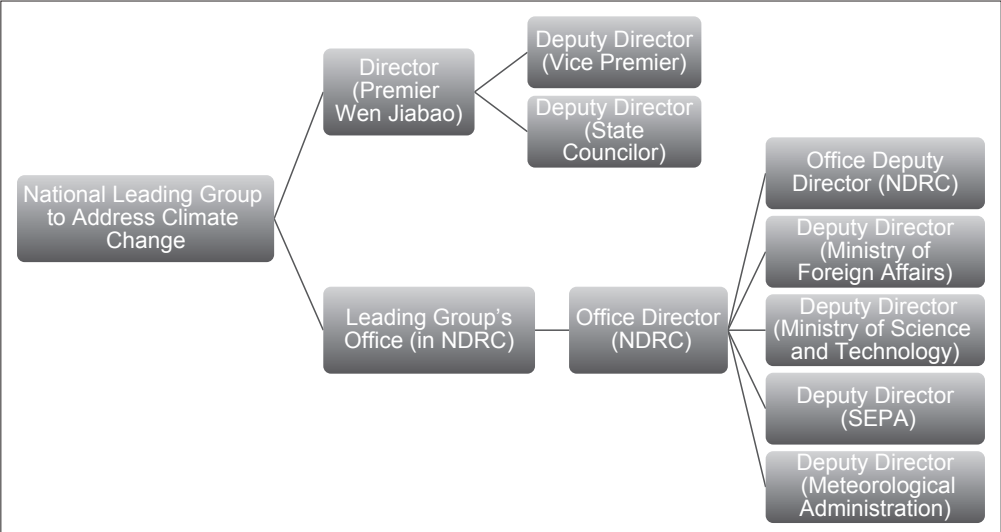 National Leading Group
to Address Climate
Change
Director
(Premier
Wen Jiabao)
Deputy Director
(Vice Premier)
Deputy Director
(State
Councilor)
Leading Group's
Office (in NDRC)
Office Director
(NDRC)
Office Deputy
Director (NDRC)
Deputy Director
(Ministry of
Foreign Affairs)
Deputy Director
(Ministry of Science
and Technology)
Deputy Director
(SEPA)
Deputy Director
(Meteorological
Administration)